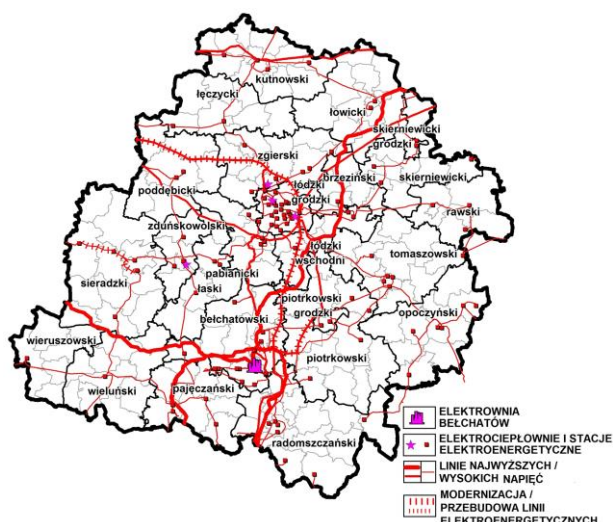 kutnowski
łęczycki
łowicki
skierniewicki
grodzki
zgierski
brzeziński
łódzki
grodzki
skierniewicki
poddębicki
rawski
zduńskowolski
łódzki
wschodni
tomaszowski
pabianicki
sieradzki
łaski
piotrkowski
grodzki
bełchatowski
opoczyński
wieruszowski
piotrkowski
wieluński
pajęczański
radomszczański
ELEKTROWNIA
BEŁCHATÓW
ELEKTROCIEPŁOWNIE I STACJE
ELEKTROENERGETYCZNE
LINIE NAJWYŻSZYCH /
WYSOKICH NAPIĘĆ
MODERNIZACJA /
PRZEBUDOWA LINII
ELEKTROENERGETYCZNYCH